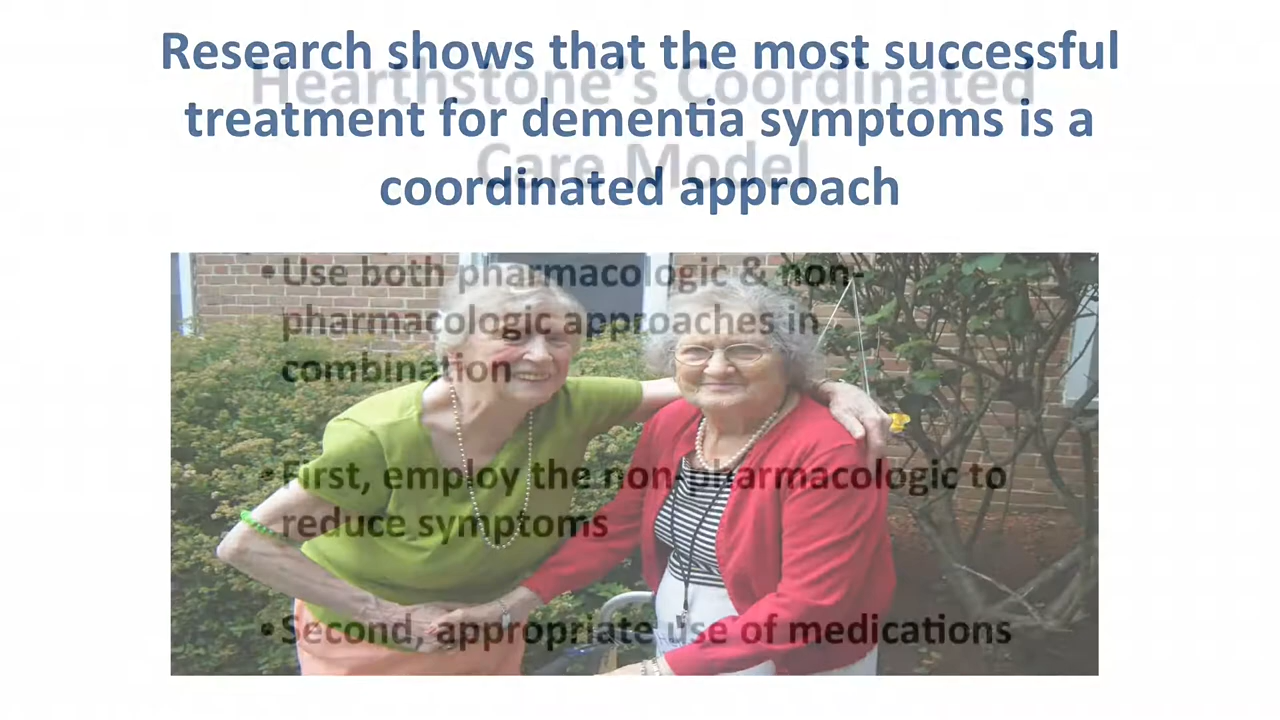 Research shows that the most successful
treatment for dementia symptoms is a
coordinated approach
Hearthstone's Coordinated
Care Model
•Use both pharmacologic & non-
pharmacologic approaches in
combination
•First, employ the non-pharmacologic to
reduce symptoms
•Second, appropriate use of medications